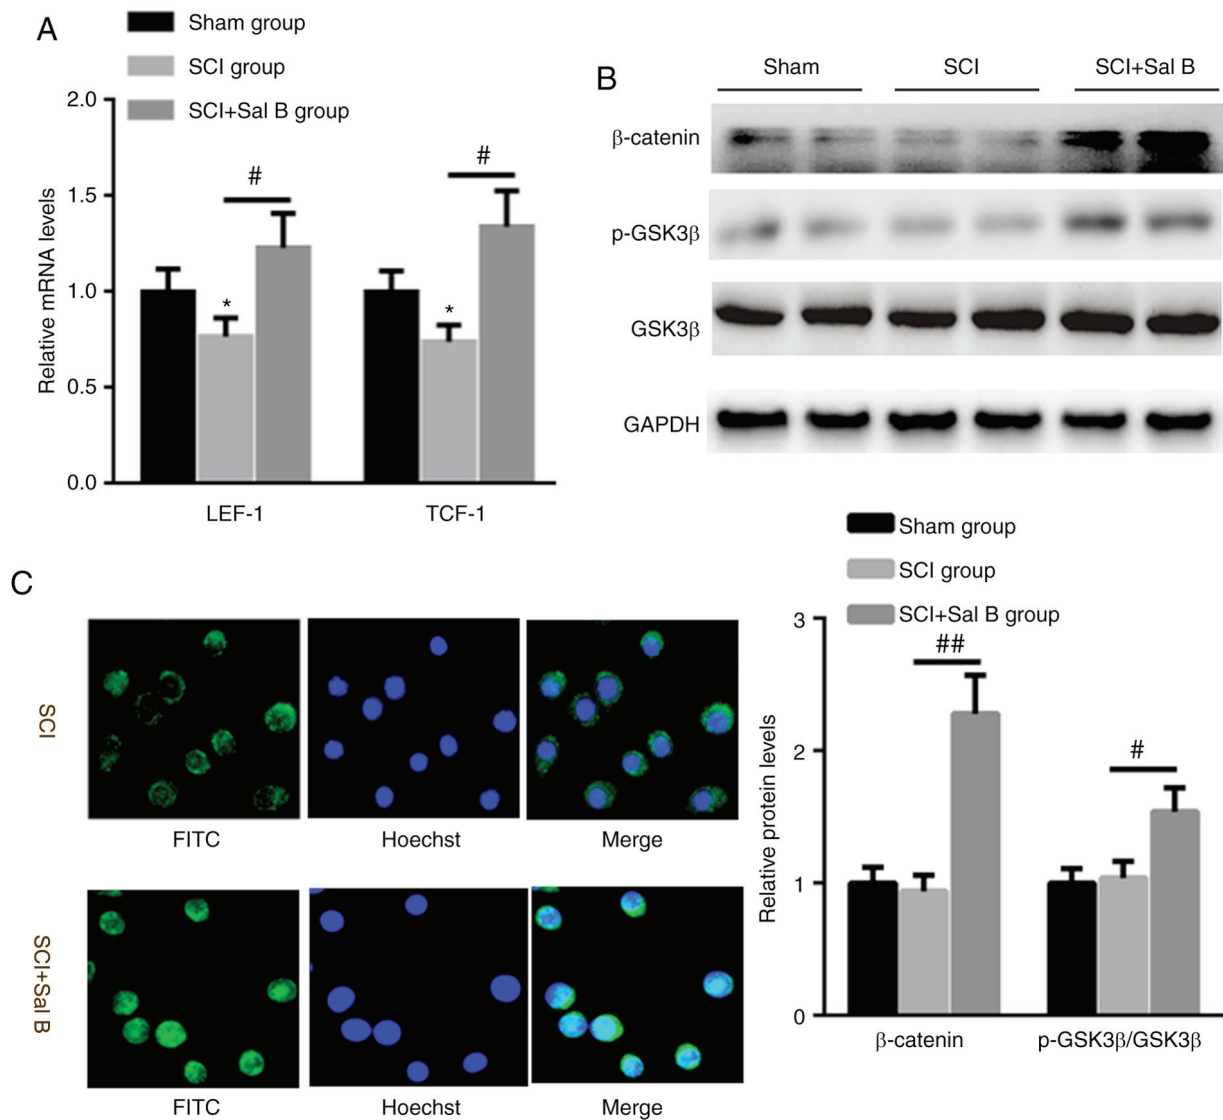 A
Sham group
SCI group
SCI+Sal B group
2.0
1.5
1.0
0.5
0.0
Relative mRNA levels
#
#
*
*
LEF-1
TCF-1
B
Sham
SCI
SCI+Sal B
β-catenin
p-GSK3β
GSK3β
GAPDH
Sham group
SCI group
SCI+Sal B group
3
2
1
0
Relative protein levels
##
#
β-catenin
p-GSK3β/GSK3β
C
SCI
FITC
Hoechst
Merge
SCI+Sal B
FITC
Hoechst
Merge